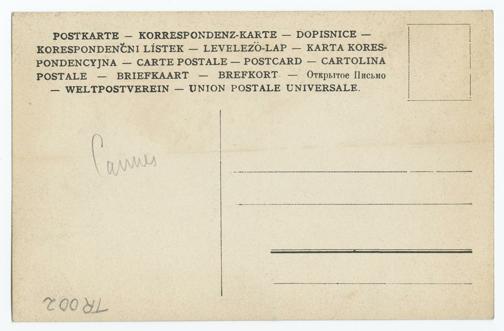 POSTKARTE — KORRESPONDENZ-KARTE — DOPISNICE —
KORESPONDENČNI LÍSTEK — LEVELEZÖ-LAP — KARTA KORES-
PONDENCYJNA — CARTE POSTALE — POSTCARD — CARTOLINA
POSTALE — BRIEFKAART — BREFKORT — Открытое Письмо
— WELTPOSTVEREIN — UNION POSTALE UNIVERSALE.
Cannes
TR002